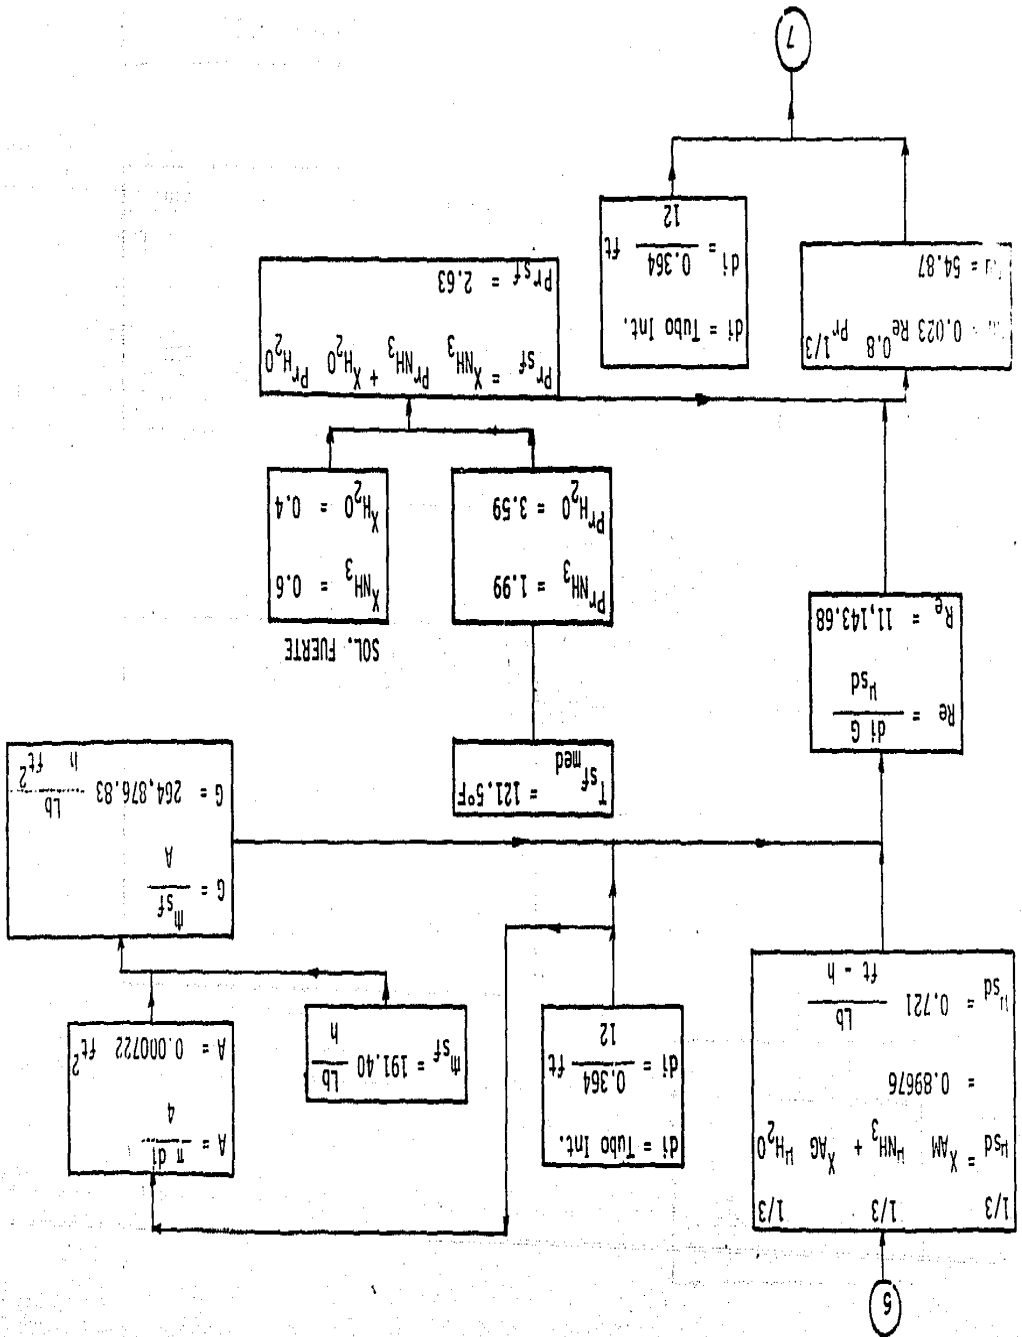 6
μsd^1/3 = XAM μNH3^1/3 + XAG μH2O^1/3
= 0.89676
μsd = 0.721 Lb / ft - h
di = Tubo Int.
di = 0.364 / 12 ft
ṁsf = 191.40 Lb / h
A = π di / 4
A = 0.000722 ft2
G = ṁsf / A
G = 264,876.83 Lb / h ft2
Tsf med = 121.5ºF
Re = di G / μsd
Re = 11,143.68
PrNH3 = 1.99
PrH2O = 3.59
SOL. FUERTE
XNH3 = 0.6
XH2O = 0.4
Prsf = XNH3 PrNH3 + XH2O PrH2O
Prsf = 2.63
= 0.023 Re^0.8 Pr^1/3
= 54.87
di = Tubo Int.
di = 0.364 / 12 ft
7